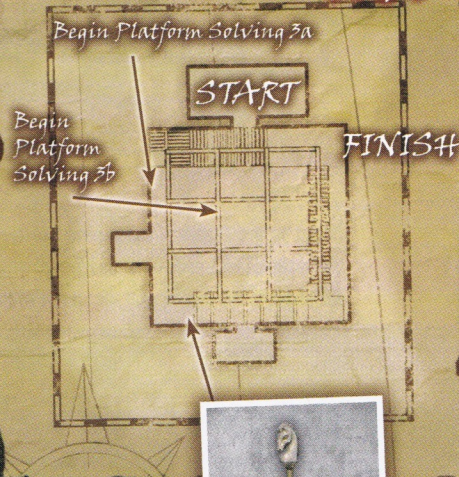 Begin Platform Solving 3a
START
Begin
Platform
Solving 3b
FINISH